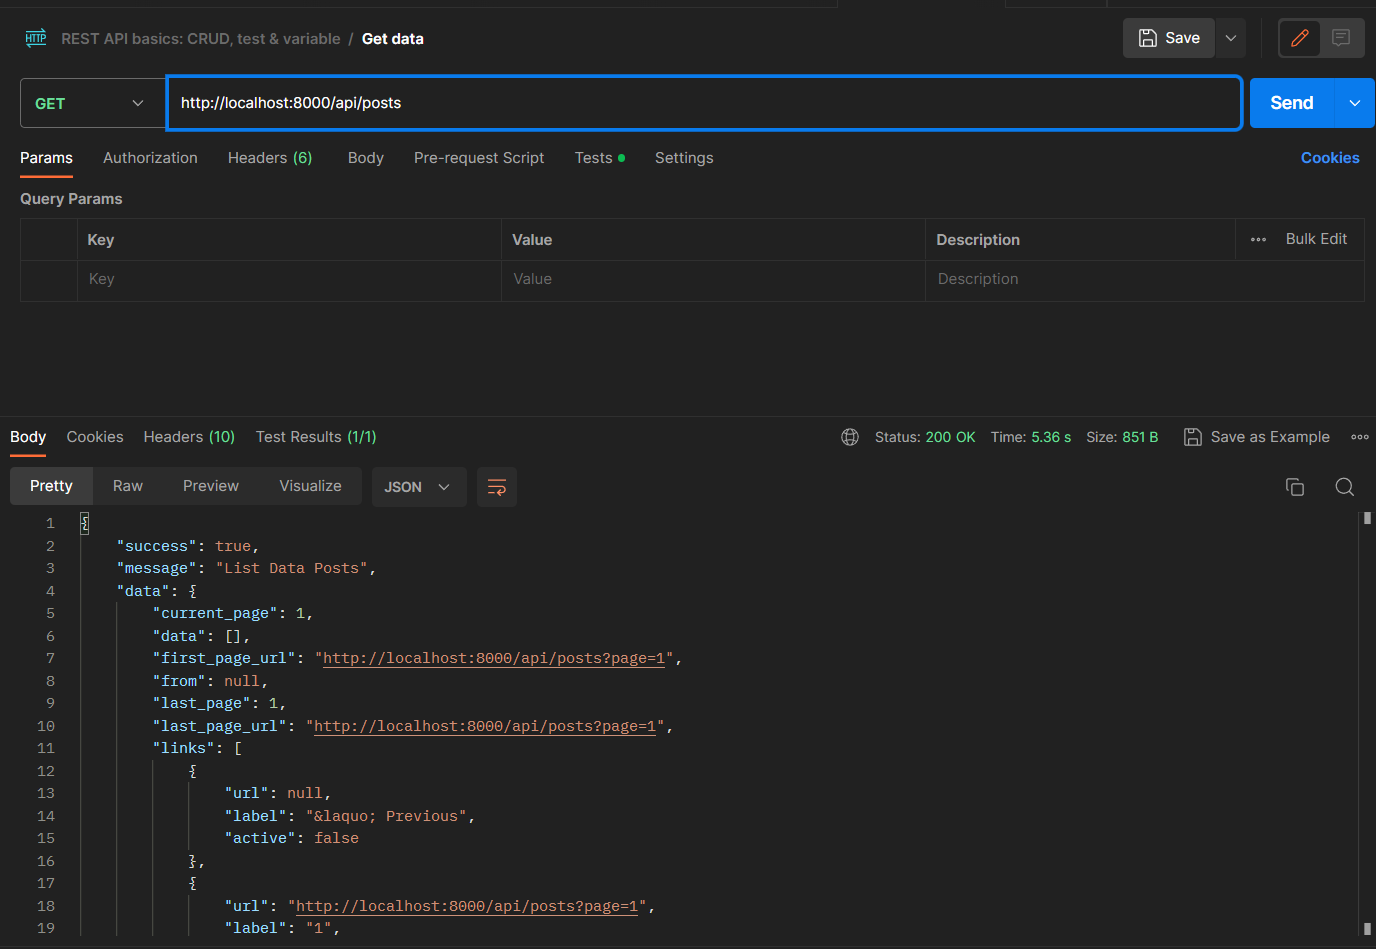 HTTP REST API basics: CRUD, test & variable / Get data Save
GET http://localhost:8000/api/posts Send
Params Authorization Headers (6) Body Pre-request Script Tests Settings Cookies
Query Params
Key Value Description Bulk Edit
Key Value Description
Body Cookies Headers (10) Test Results (1/1) Status: 200 OK Time: 5.36 s Size: 851 B Save as Example
Pretty Raw Preview Visualize JSON
1 {
2 "success": true,
3 "message": "List Data Posts",
4 "data": {
5 "current_page": 1,
6 "data": [],
7 "first_page_url": "http://localhost:8000/api/posts?page=1",
8 "from": null,
9 "last_page": 1,
10 "last_page_url": "http://localhost:8000/api/posts?page=1",
11 "links": [
12 {
13 "url": null,
14 "label": "&laquo; Previous",
15 "active": false
16 },
17 {
18 "url": "http://localhost:8000/api/posts?page=1",
19 "label": "1",